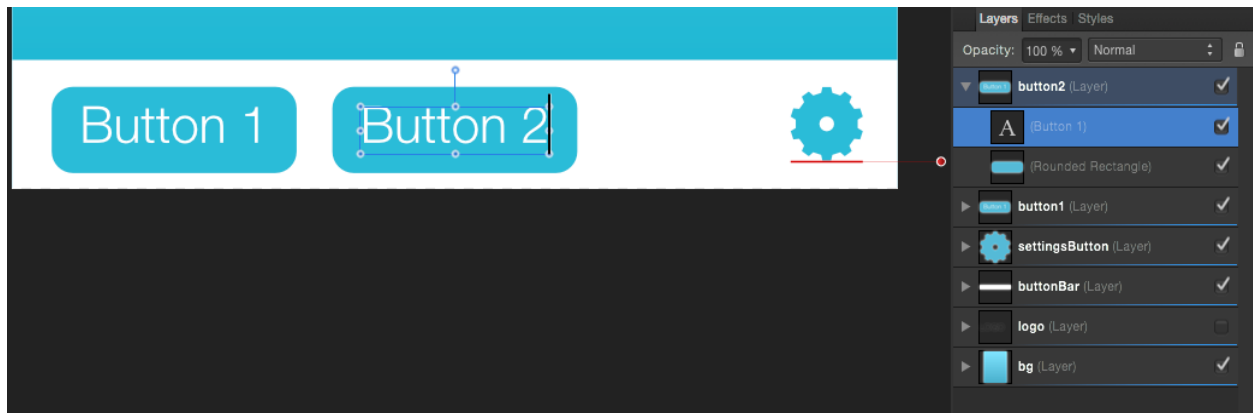 Layers Effects Styles
Opacity: 100 % Normal
button2 (Layer)
Button 1 Button 2
A (Button 1)
(Rounded Rectangle)
button1 (Layer)
settingsButton (Layer)
buttonBar (Layer)
logo (Layer)
bg (Layer)